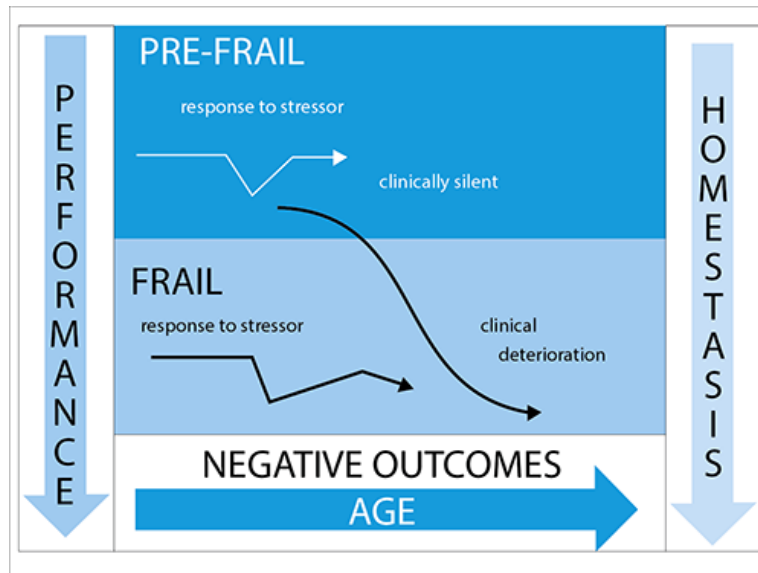 PERFORMANCE
PRE-FRAIL
response to stressor
clinically silent
FRAIL
response to stressor
clinical
deterioration
NEGATIVE OUTCOMES
AGE
HOMESTASIS